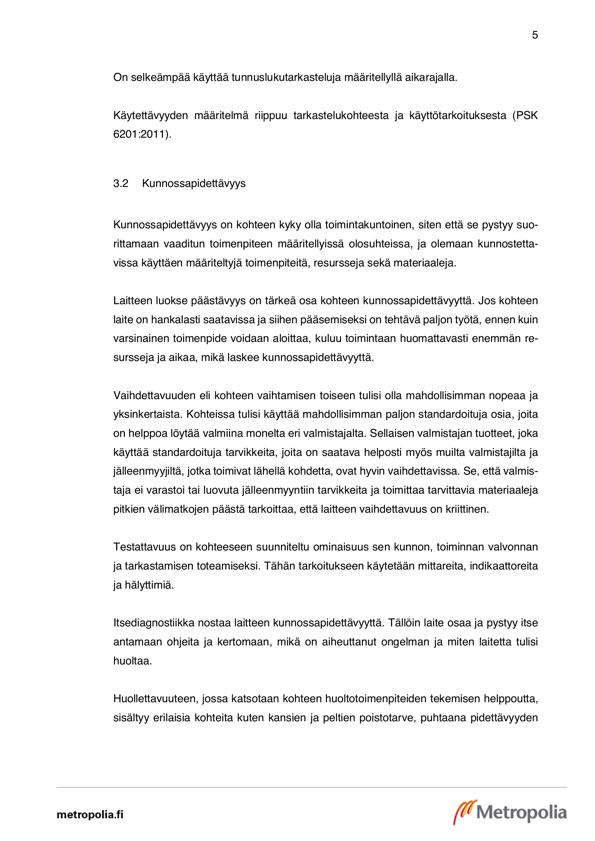 5
On selkeämpää käyttää tunnuslukutarkasteluja määritellyllä aikarajalla.
Käytettävyyden määritelmä riippuu tarkastelukohteesta ja käyttötarkoituksesta (PSK
6201:2011).
3.2 Kunnossapidettävyys
Kunnossapidettävyys on kohteen kyky olla toimintakuntoinen, siten että se pystyy suo-
rittamaan vaaditun toimenpiteen määritellyissä olosuhteissa, ja olemaan kunnostetta-
vissa käyttäen määriteltyjä toimenpiteitä, resursseja sekä materiaaleja.
Laitteen luokse päästävyys on tärkeä osa kohteen kunnossapidettävyyttä. Jos kohteen
laite on hankalasti saatavissa ja siihen pääsemiseksi on tehtävä paljon työtä, ennen kuin
varsinainen toimenpide voidaan aloittaa, kuluu toimintaan huomattavasti enemmän re-
sursseja ja aikaa, mikä laskee kunnossapidettävyyttä.
Vaihdettavuuden eli kohteen vaihtamisen toiseen tulisi olla mahdollisimman nopeaa ja
yksinkertaista. Kohteissa tulisi käyttää mahdollisimman paljon standardoituja osia, joita
on helppoa löytää valmiina monelta eri valmistajalta. Sellaisen valmistajan tuotteet, joka
käyttää standardoituja tarvikkeita, joita on saatava helposti myös muilta valmistajilta ja
jälleenmyyjiltä, jotka toimivat lähellä kohdetta, ovat hyvin vaihdettavissa. Se, että valmis-
taja ei varastoi tai luovuta jälleenmyyntiin tarvikkeita ja toimittaa tarvittavia materiaaleja
pitkien välimatkojen päästä tarkoittaa, että laitteen vaihdettavuus on kriittinen.
Testattavuus on kohteeseen suunniteltu ominaisuus sen kunnon, toiminnan valvonnan
ja tarkastamisen toteamiseksi. Tähän tarkoitukseen käytetään mittareita, indikaattoreita
ja hälyttimiä.
Itsediagnostiikka nostaa laitteen kunnossapidettävyyttä. Tällöin laite osaa ja pystyy itse
antamaan ohjeita ja kertomaan, mikä on aiheuttanut ongelman ja miten laitetta tulisi
huoltaa.
Huollettavuuteen, jossa katsotaan kohteen huoltotoimenpiteiden tekemisen helppoutta,
sisältyy erilaisia kohteita kuten kansien ja peltien poistotarve, puhtaana pidettävyyden
metropolia.fi
Metropolia